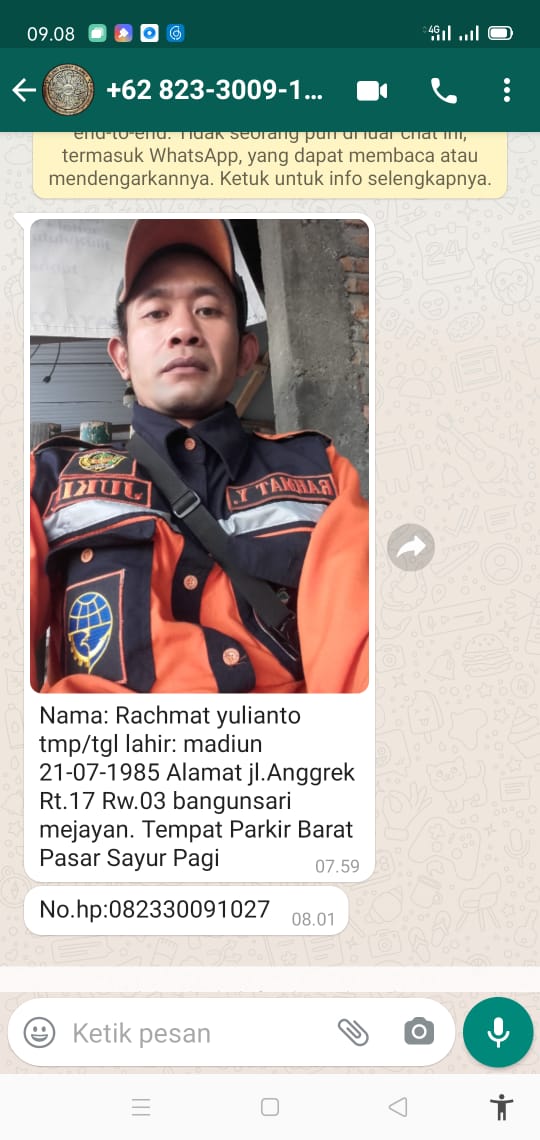 09.08
4G
+62 823-3009-1...
end-to-end. Tidak seorang pun di luar chat ini,
termasuk WhatsApp, yang dapat membaca atau
mendengarkannya. Ketuk untuk info selengkapnya.
JUKI
RAHMAT Y.
Nama: Rachmat yulianto
tmp/tgl lahir: madiun
21-07-1985 Alamat jl.Anggrek
Rt.17 Rw.03 bangunsari
mejayan. Tempat Parkir Barat
Pasar Sayur Pagi
07.59
No.hp:082330091027
08.01
Ketik pesan